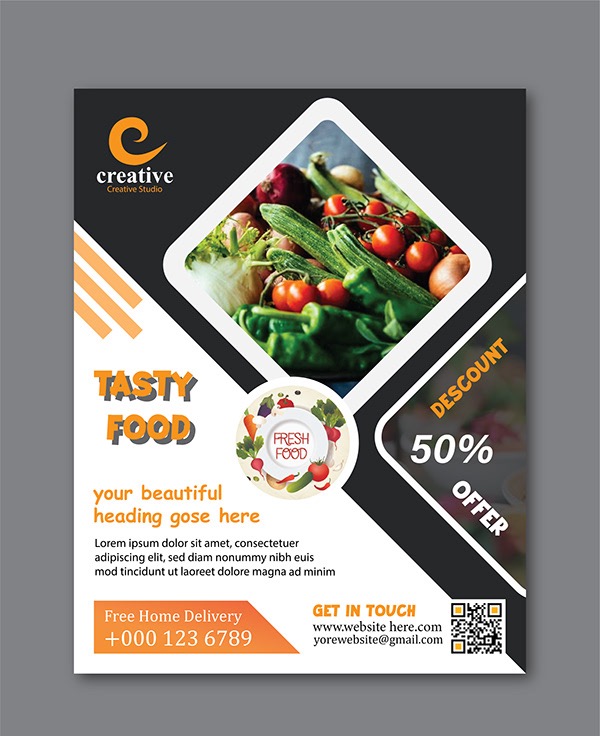 creative
Creative Studio
TASTY
FOOD
FRESH
FOOD
DESCOUNT
50%
OFFER
your beautiful
heading gose here
Lorem ipsum dolor sit amet, consectetuer
adipiscing elit, sed diam nonummy nibh euis
mod tincidunt ut laoreet dolore magna ad minim
Free Home Delivery
+000 123 6789
GET IN TOUCH
www.website here.com
yorewebsite@gmail.com